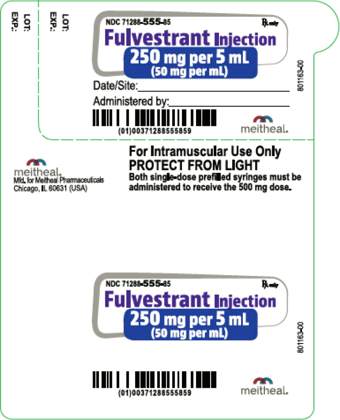 LOT:
EXP.:
LOT:
EXP.:
NDC 71288-555-85
Rx only
Fulvestrant Injection
250 mg per 5 mL
(50 mg per mL)
Date/Site:
Administered by:
(01)00371288555859
meitheal®
801163-00
meitheal®
Mfd. for Meitheal Pharmaceuticals
Chicago, IL 60631 (USA)
For Intramuscular Use Only
PROTECT FROM LIGHT
Both single-dose prefilled syringes must be
administered to receive the 500 mg dose.
NDC 71288-555-85
Rx only
Fulvestrant Injection
250 mg per 5 mL
(50 mg per mL)
(01)00371288555859
meitheal®
801163-00